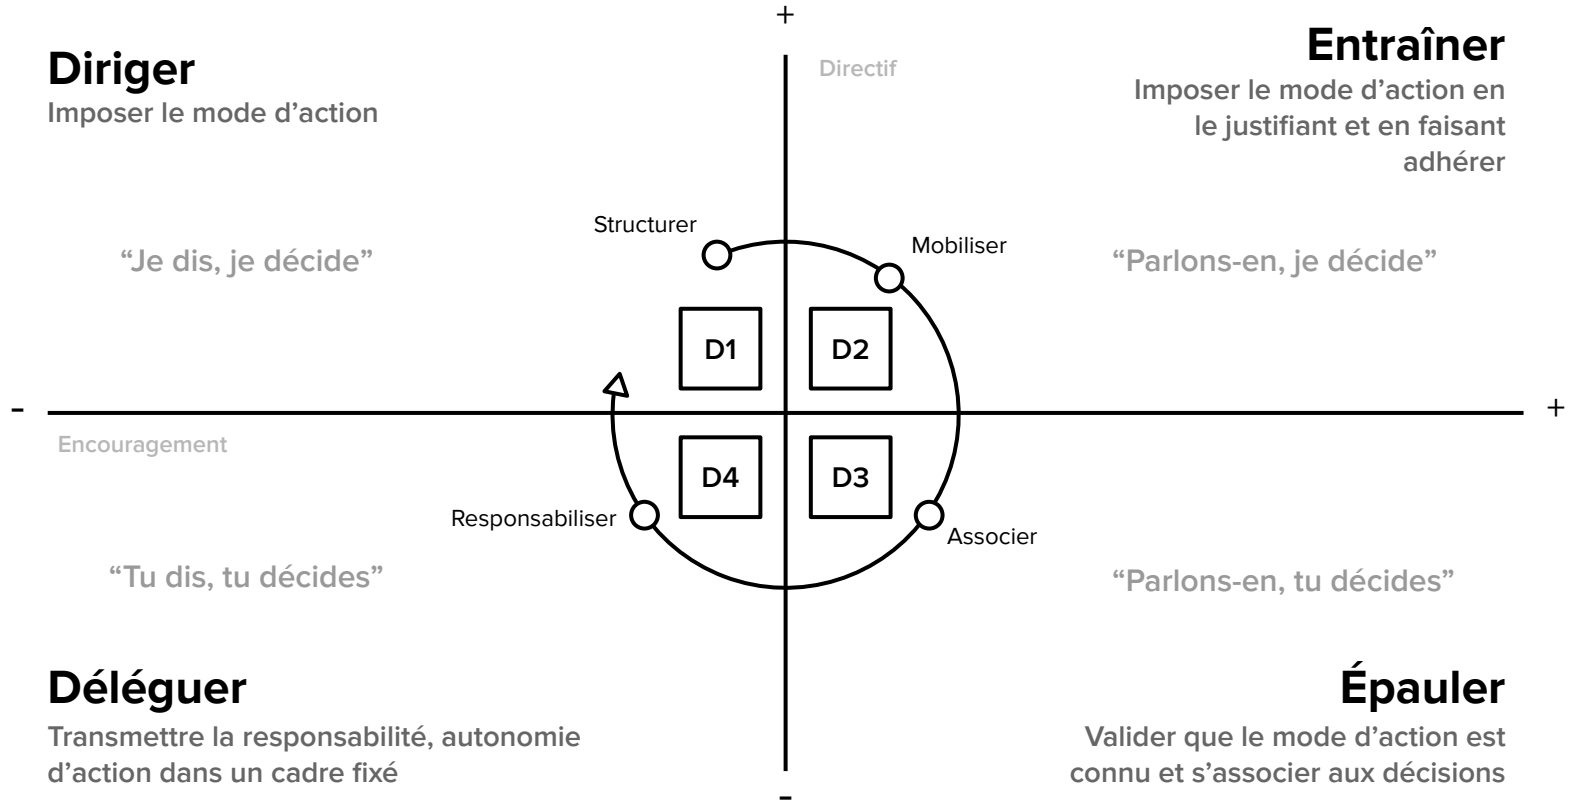 +
Directif
Diriger
Imposer le mode d’action
Entraîner
Imposer le mode d’action en
le justifiant et en faisant
adhérer
“Je dis, je décide”
Structurer
Mobiliser
“Parlons-en, je décide”
D1
D2
-
+
Encouragement
D4
D3
Responsabiliser
Associer
“Tu dis, tu décides”
“Parlons-en, tu décides”
Déléguer
Transmettre la responsabilité, autonomie
d’action dans un cadre fixé
Épauler
Valider que le mode d’action est
connu et s’associer aux décisions
-